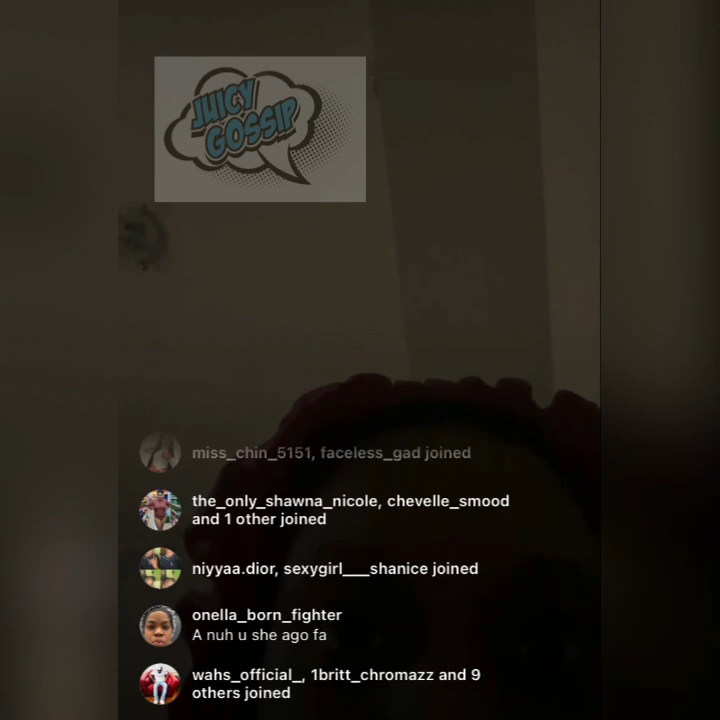 JUICY
GOSSIP
miss_chin_5151, faceless_gad joined
the_only_shawna_nicole, chevelle_smood
and 1 other joined
niyyaa.dior, sexygirl___shanice joined
onella_born_fighter
A nuh u she ago fa
wahs_official_, 1britt_chromazz and 9
others joined